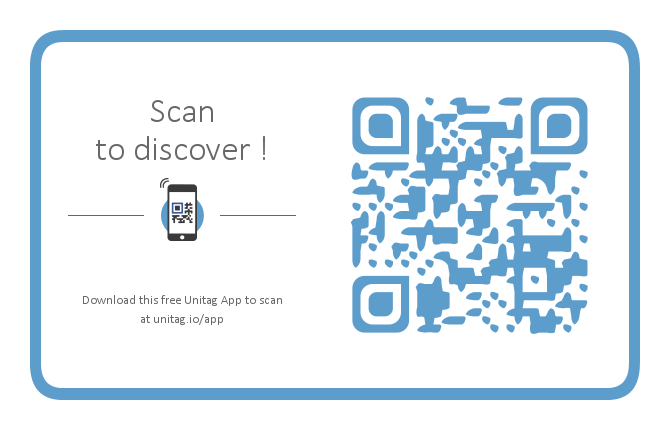 Scan
to discover !
Download this free Unitag App to scan
at unitag.io/app